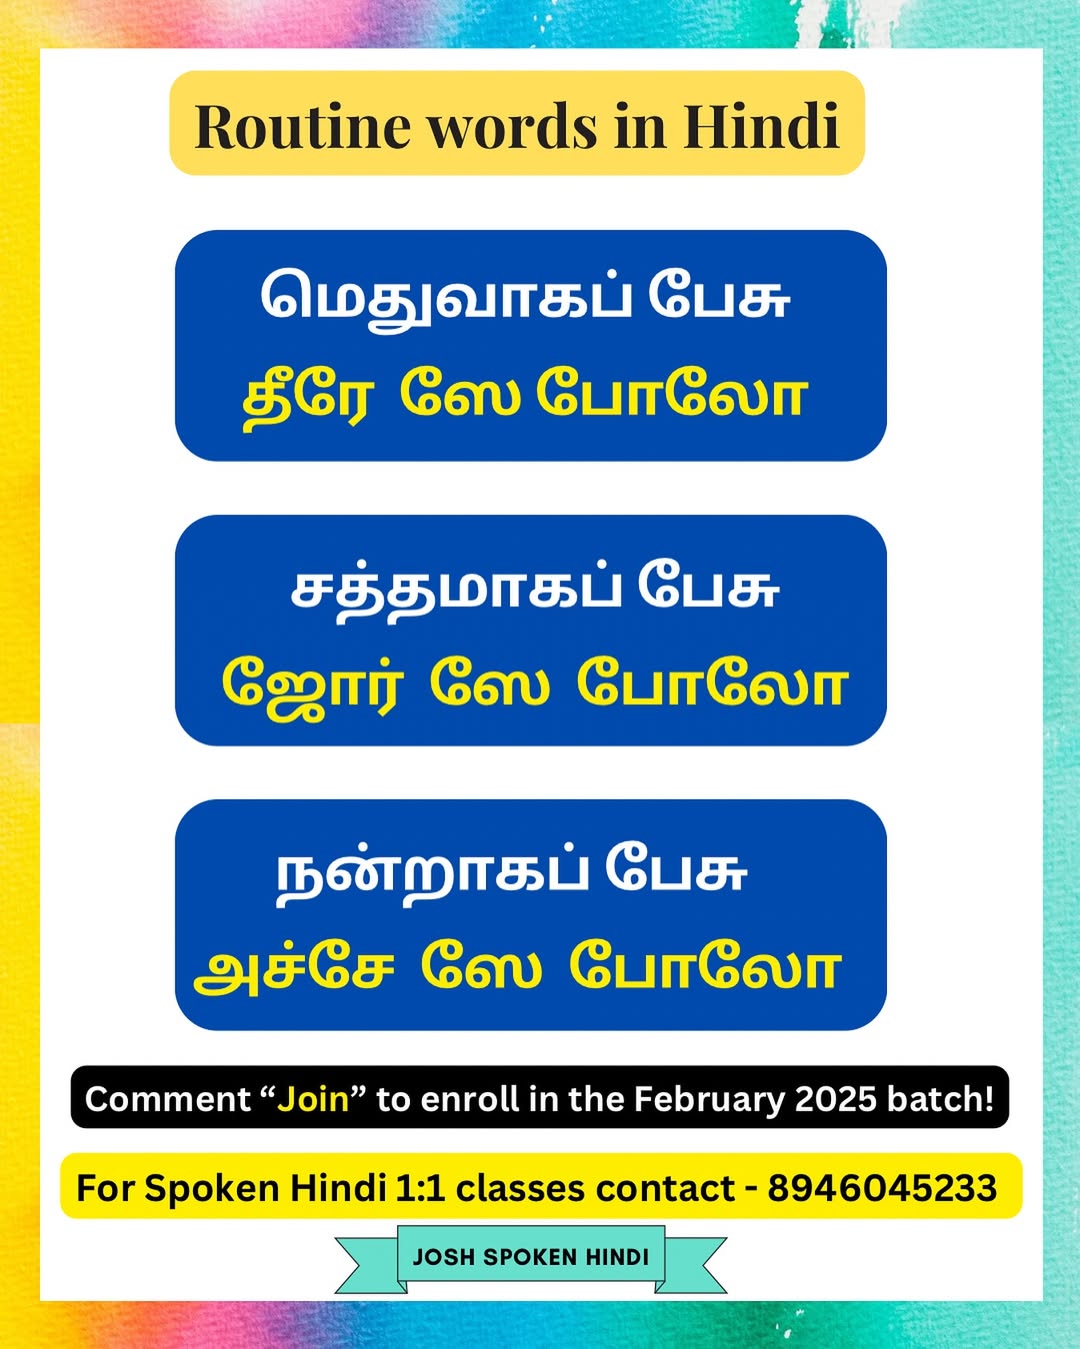 Routine words in Hindi
மெதுவாகப் பேசு
தீரே ஸே போலோ
சத்தமாகப் பேசு
ஜோர் ஸே போலோ
நன்றாகப் பேசு
அச்சே ஸே போலோ
Comment “Join” to enroll in the February 2025 batch!
For Spoken Hindi 1:1 classes contact - 8946045233
JOSH SPOKEN HINDI